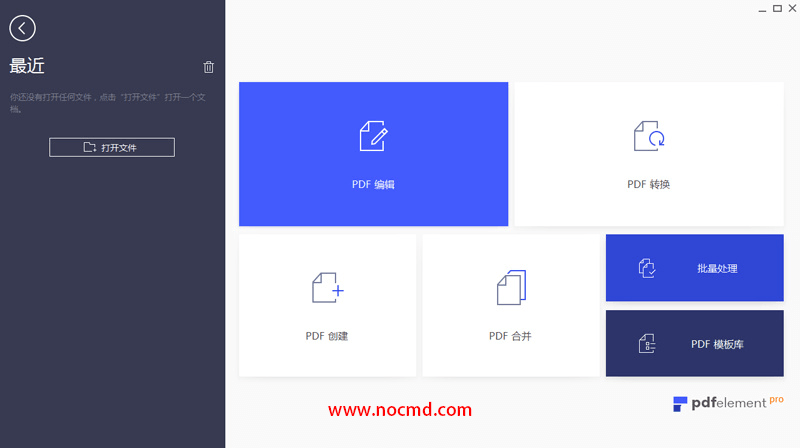 最近
你还没有打开任何文件，点击“打开文件”打开一个文
档。
打开文件
PDF 编辑
PDF 转换
PDF 创建
PDF 合并
批量处理
PDF 模板库
pdfelement pro
www.nocmd.com